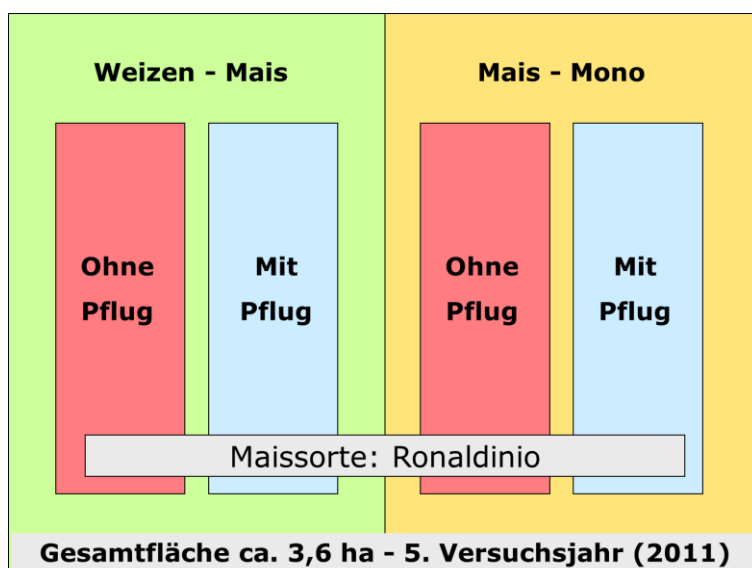 Weizen - Mais
Mais - Mono
Ohne
Pflug
Mit
Pflug
Ohne
Pflug
Mit
Pflug
Maissorte: Ronaldinio
Gesamtfläche ca. 3,6 ha - 5. Versuchsjahr (2011)